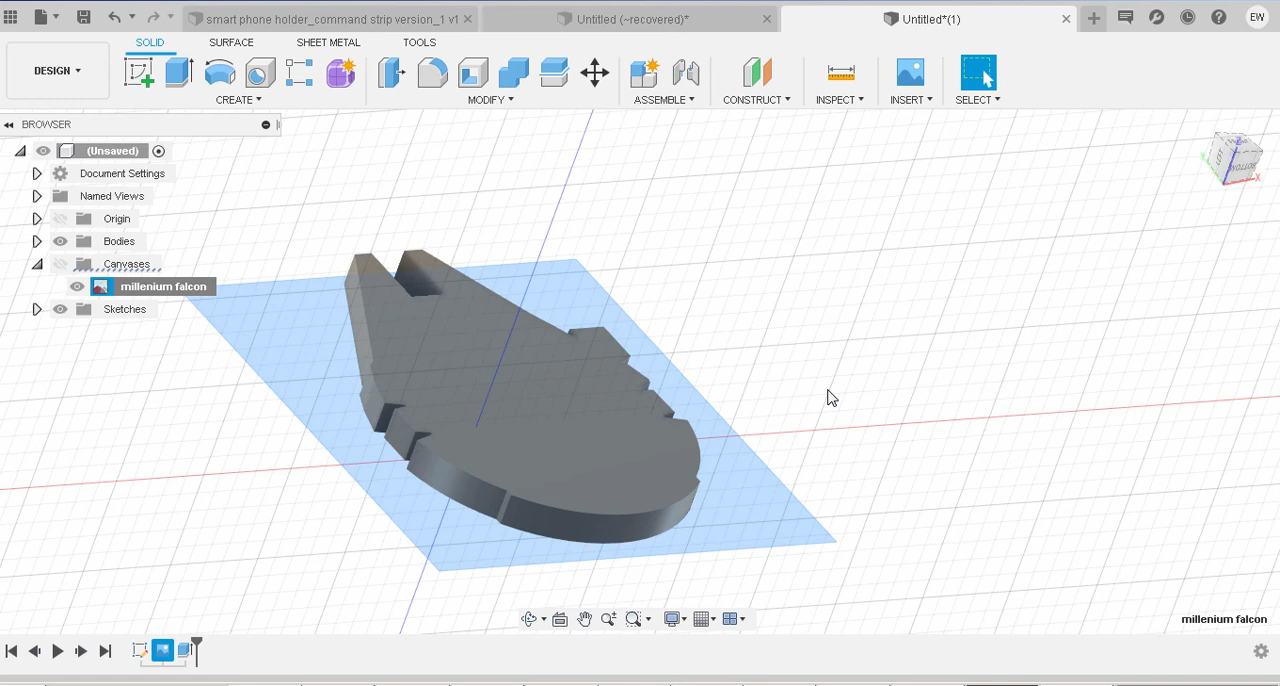 smart phone holder_command strip version_1 v1
Untitled (~recovered)*
Untitled*(1)
EW
DESIGN
SOLID
SURFACE
SHEET METAL
TOOLS
CREATE
MODIFY
ASSEMBLE
CONSTRUCT
INSPECT
INSERT
SELECT
BROWSER
(Unsaved)
Document Settings
Named Views
Origin
Bodies
Canvases
millenium falcon
Sketches
BOTTOM
X
millenium falcon